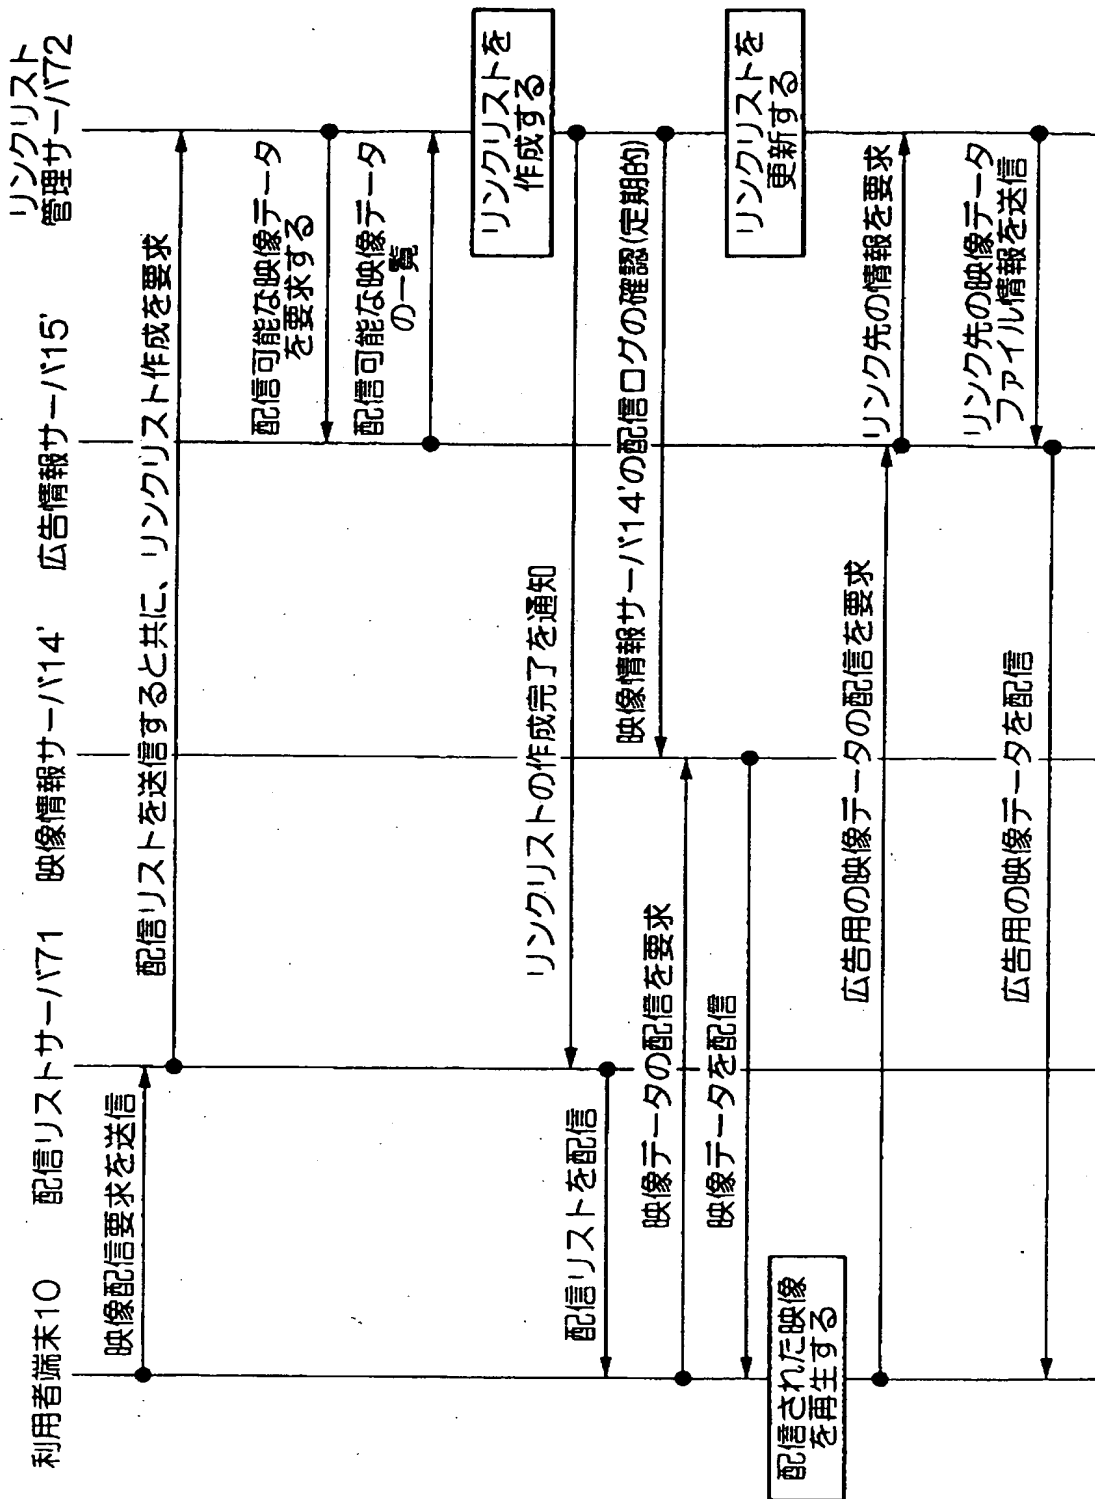 利用者端末10
配信リストサーバ71
映像情報サーバ14'
広告情報サーバ15'
リンクリスト
管理サーバ72
映像配信要求を送信
配信リストを送信すると共に、リンクリスト作成を要求
配信可能な映像データ
を要求する
配信可能な映像データ
の一覧
リンクリストを
作成する
リンクリストの作成完了を通知
配信リストを配信
映像情報サーバ14'の配信ログの確認(定期的)
映像データの配信を要求
映像データを配信
リンクリストを
更新する
配信された映像
を再生する
広告用の映像データの配信を要求
リンク先の情報を要求
リンク先の映像データ
ファイル情報を送信
広告用の映像データを配信